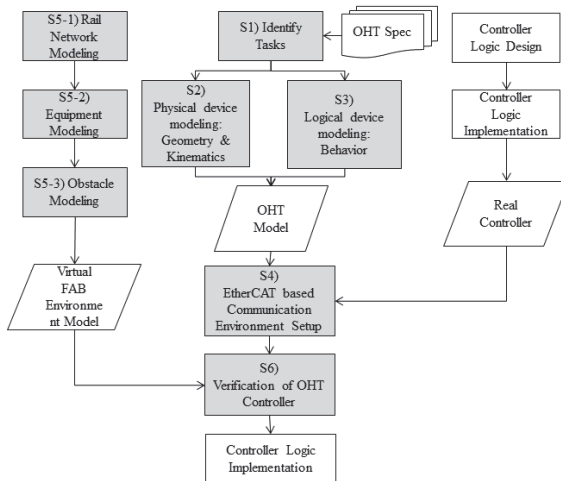 S5-1) Rail
Network
Modeling
S5-2)
Equipment
Modeling
S5-3) Obstacle
Modeling
Virtual
FAB
Environme
nt Model
S1) Identify
Tasks
OHT Spec
S2)
Physical device
modeling:
Geometry &
Kinematics
S3)
Logical device
modeling:
Behavior
OHT
Model
S4)
EtherCAT based
Communication
Environment Setup
S6)
Verification of OHT
Controller
Controller Logic
Implementation
Controller
Logic Design
Controller
Logic
Implementation
Real
Controller